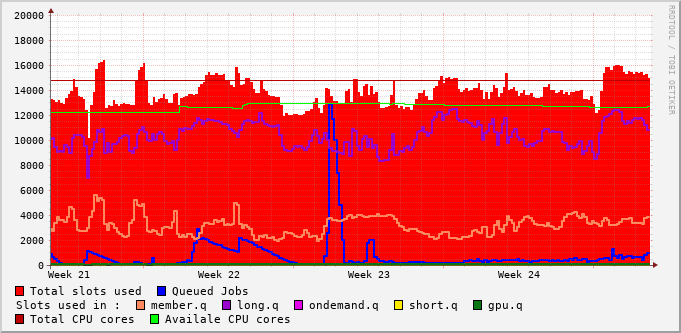 20000
18000
16000
14000
12000
10000
8000
6000
4000
2000
0
Week 21 Week 22 Week 23 Week 24
Total slots used Queued Jobs
Slots used in : member.q long.q ondemand.q short.q gpu.q
Total CPU cores Availale CPU cores
RRDTOOL / TOBI OETIKER